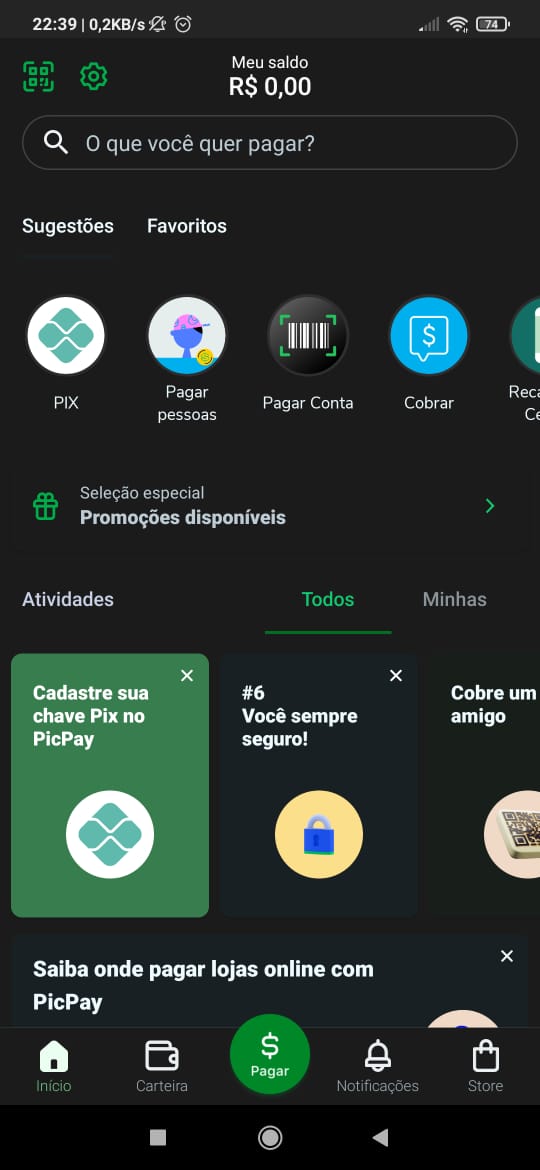 22:39 | 0,2KB/s
74
Meu saldo
R$ 0,00
O que você quer pagar?
Sugestões
Favoritos
PIX
Pagar
pessoas
Pagar Conta
Cobrar
Seleção especial
Promoções disponíveis
Atividades
Todos
Minhas
Cadastre sua
chave Pix no
PicPay
#6
Você sempre
seguro!
Cobre um
amigo
Saiba onde pagar lojas online com
PicPay
Início
Carteira
$
Pagar
Notificações
Store